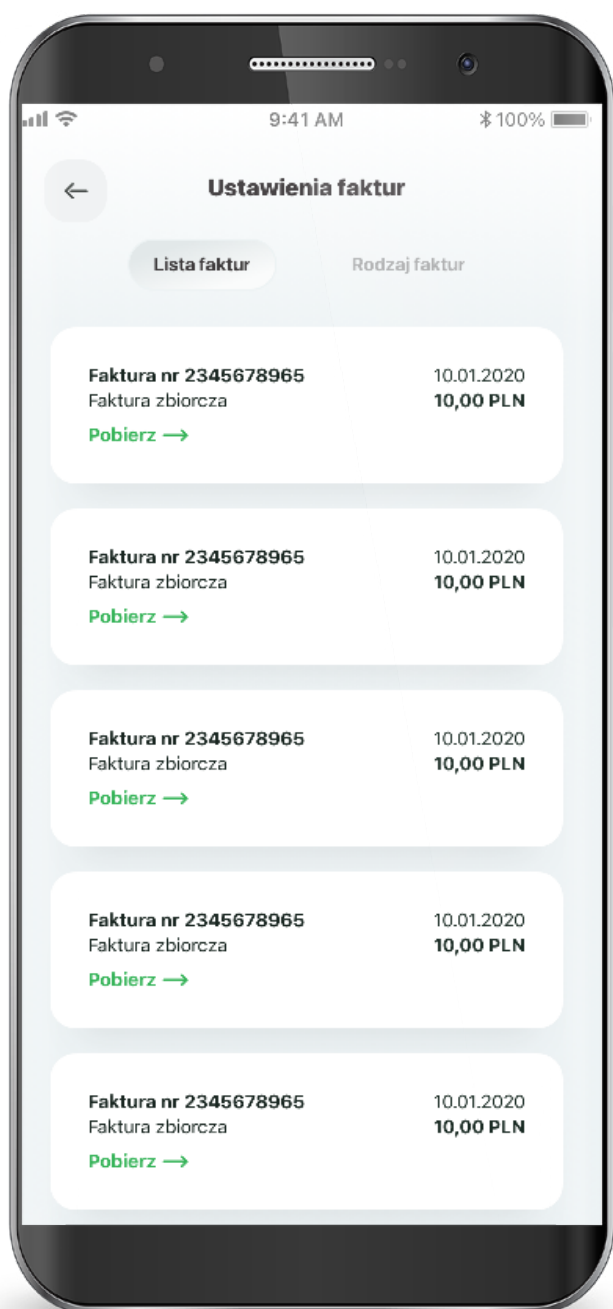 9:41 AM
100%
Ustawienia faktur
Lista faktur
Rodzaj faktur
Faktura nr 2345678965
10.01.2020
Faktura zbiorcza
10,00 PLN
Pobierz →
Faktura nr 2345678965
10.01.2020
Faktura zbiorcza
10,00 PLN
Pobierz →
Faktura nr 2345678965
10.01.2020
Faktura zbiorcza
10,00 PLN
Pobierz →
Faktura nr 2345678965
10.01.2020
Faktura zbiorcza
10,00 PLN
Pobierz →
Faktura nr 2345678965
10.01.2020
Faktura zbiorcza
10,00 PLN
Pobierz →